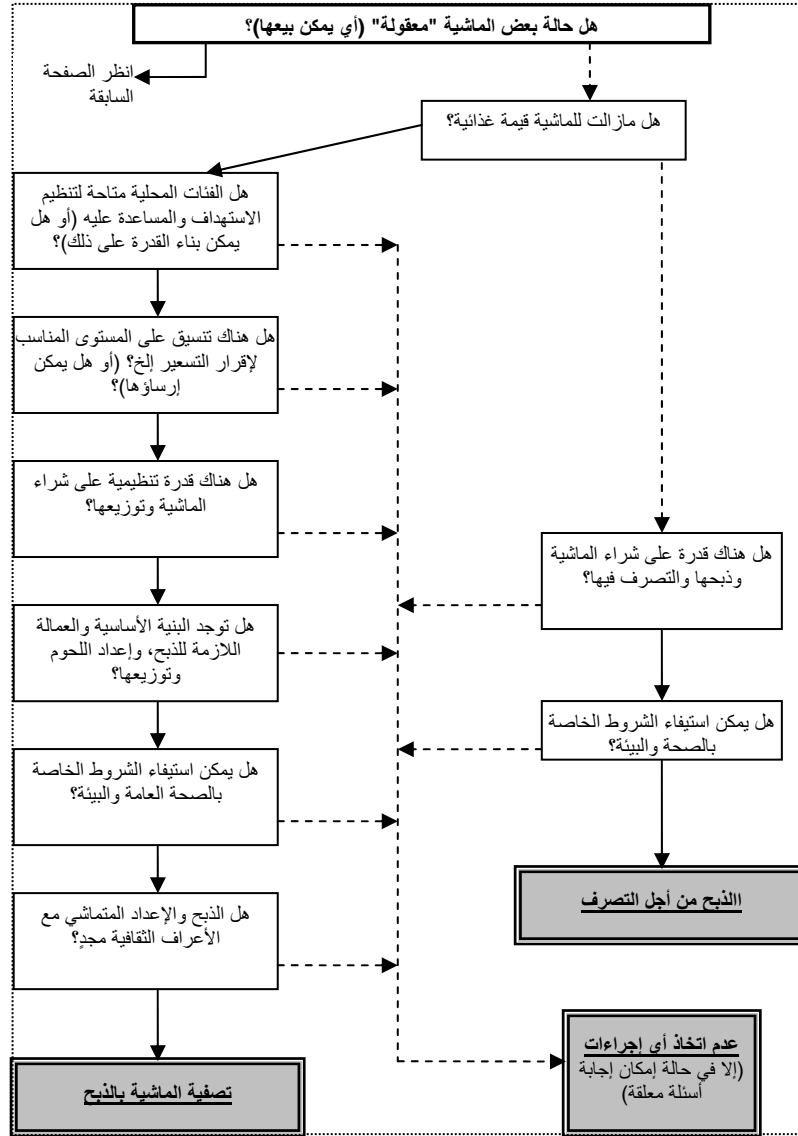 هل حالة بعض الماشية "معقولة" (أي يمكن بيعها)؟
انظر الصفحة
السابقة
هل مازالت للماشية قيمة غذائية؟
هل الفئات المحلية متاحة لتنظيم
الاستهداف والمساعدة عليه (أو هل
يمكن بناء القدرة على ذلك)؟
هل هناك تنسيق على المستوى المناسب
لإقرار التسعير إلخ؟ (أو هل يمكن
إرساؤها)؟
هل هناك قدرة تنظيمية على شراء
الماشية وتوزيعها؟
هل هناك قدرة على شراء الماشية
وذبحها والتصرف فيها؟
هل توجد البنية الأساسية والعمالة
اللازمة للذبح، وإعداد اللحوم
وتوزيعها؟
هل يمكن استيفاء الشروط الخاصة
بالصحة والبيئة؟
هل يمكن استيفاء الشروط الخاصة
بالصحة العامة والبيئة؟
االذبح من أجل التصرف
هل الذبح والإعداد المتماشي مع
الأعراف الثقافية مجدٍ؟
عدم اتخاذ أي إجراءات
(إلا في حالة إمكان إجابة
أسئلة معلقة)
تصفية الماشية بالذبح